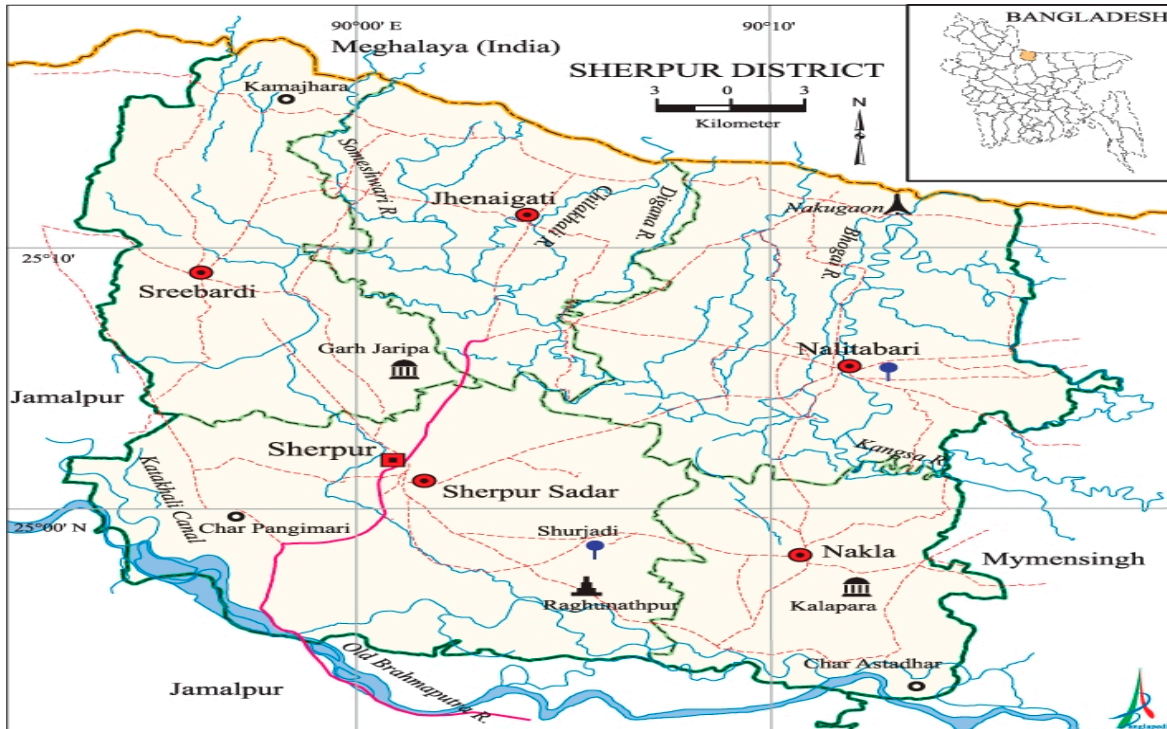 90°00' E
90°10'
BANGLADESH
Meghalaya (India)
SHERPUR DISTRICT
3 0 3
Kilometer
N
Kamajhara
Someshwari R.
Jhenaigati
Chilakhali R.
Digana R.
Nakugaon
Bhogai R.
25°10'
Sreebardi
Garh Jaripa
Nalitabari
Jamalpur
Sherpur
Kangsa R.
Katakhali Canal
Sherpur Sadar
25°00' N
Char Pangimari
Shurjadi
Nakla
Mymensingh
Raghunathpur
Kalapara
Char Astadhar
Old Brahmaputra R.
Jamalpur